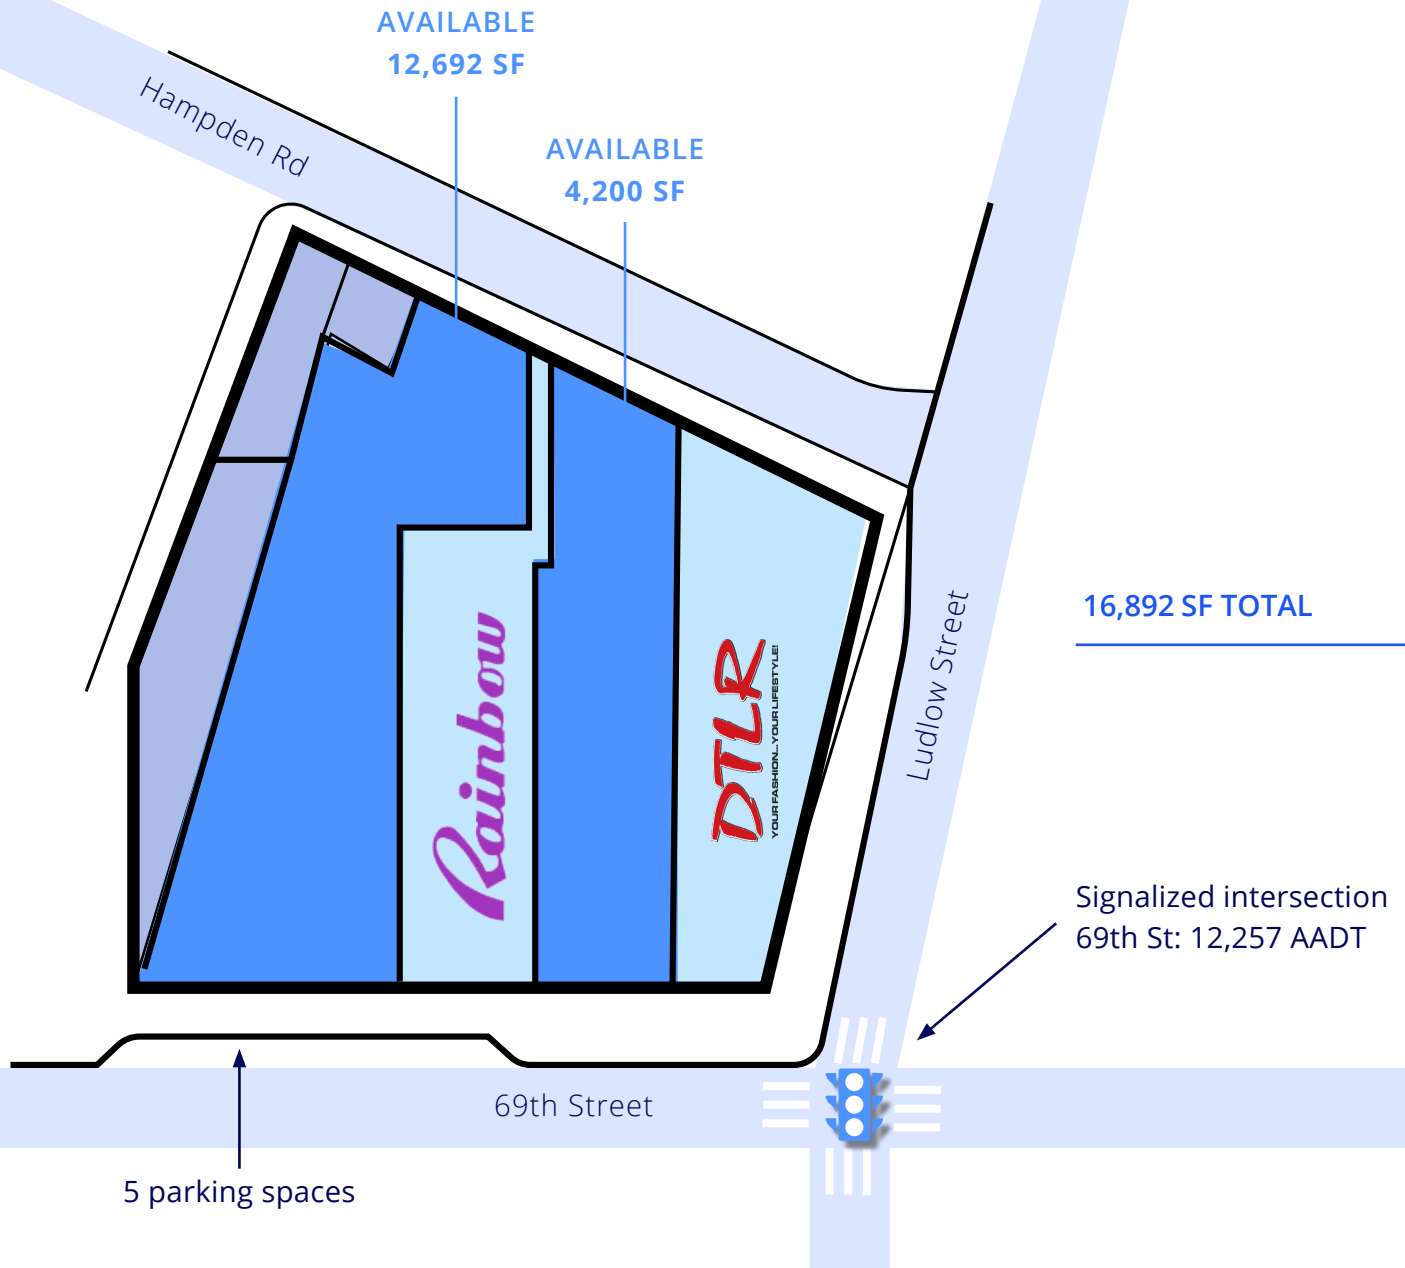 AVAILABLE
12,692 SF
Hampden Rd
AVAILABLE
4,200 SF
16,892 SF TOTAL
Rainbow
DTLR
YOUR FASHION...YOUR LIFESTYLE!
Ludlow Street
Signalized intersection
69th St: 12,257 AADT
69th Street
5 parking spaces